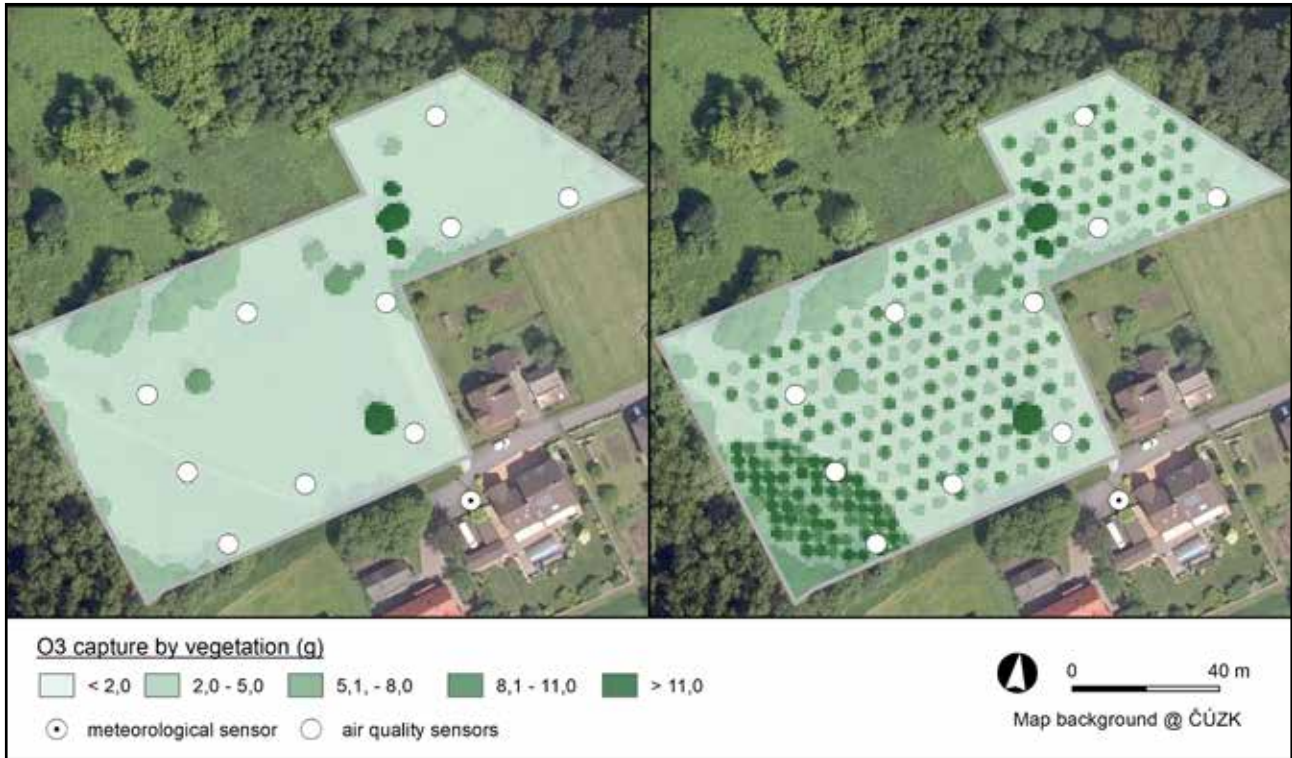 O3 capture by vegetation (g)
< 2,0 2,0 - 5,0 5,1, - 8,0 8,1 - 11,0 > 11,0
meteorological sensor air quality sensors
0 40 m
Map background @ ČÚZK